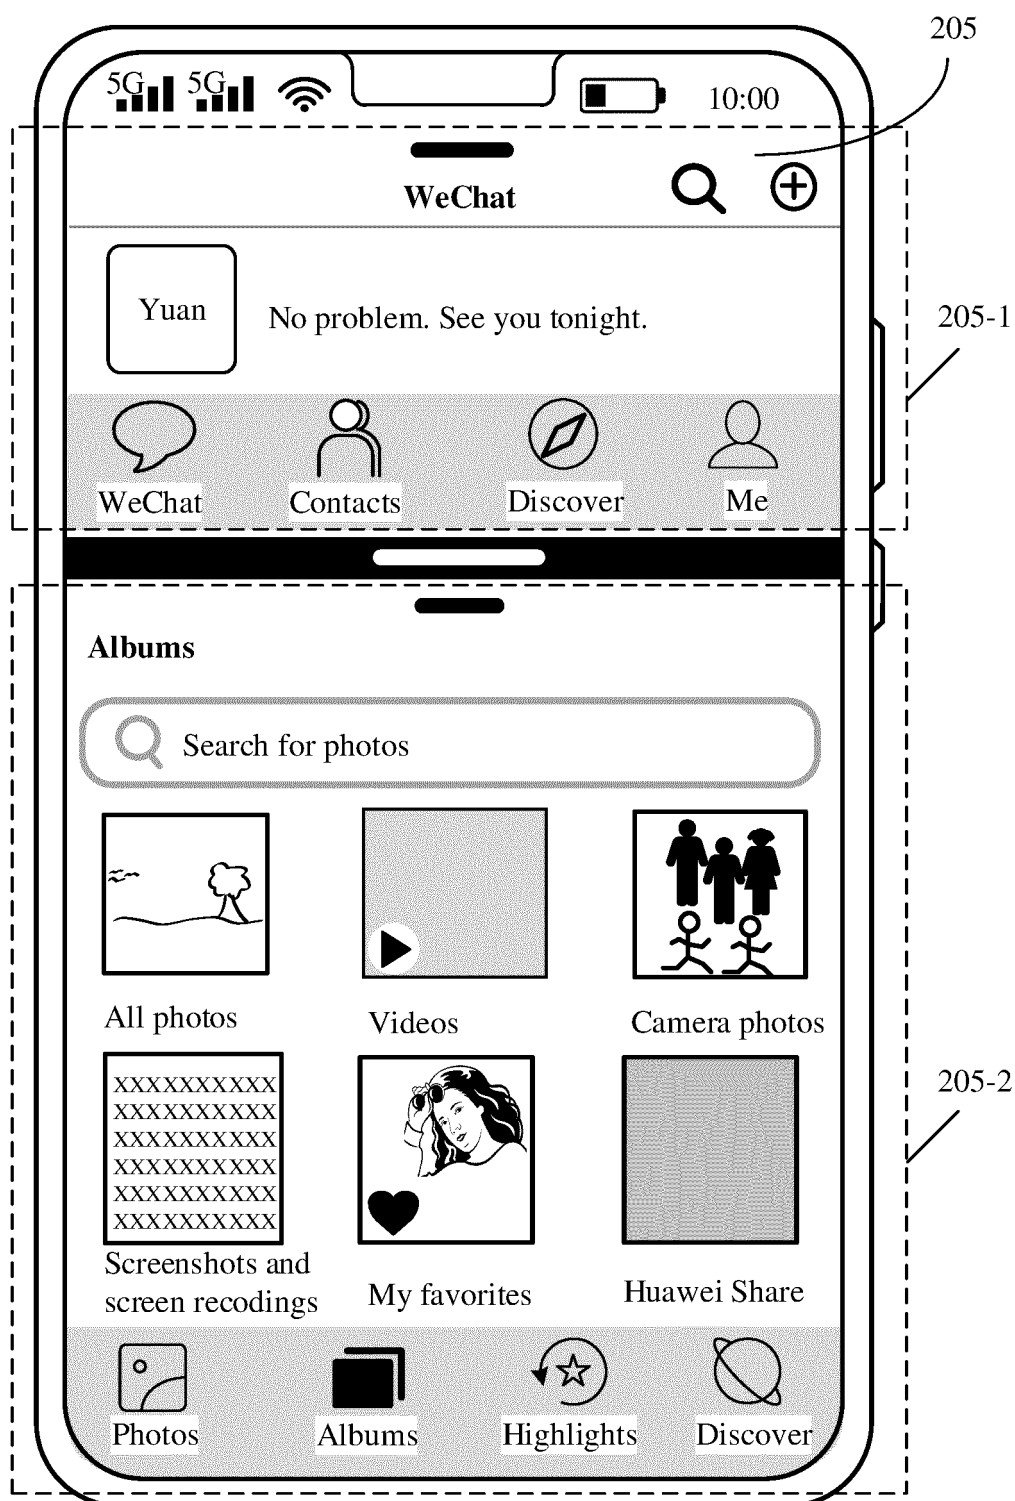 205
5G 5G 10:00
WeChat
Yuan
No problom. See you tonight.
205-1
WeChat Contacts Discover Me
Albums
Search for photos
All photos Videos Camera photos
205-2
XXXXXXXXXX
XXXXXXXXXX
XXXXXXXXXX
XXXXXXXXXX
XXXXXXXXXX
XXXXXXXXXX
Screenshots and
screen recodings
My favorites Huawei Share
Photos Albums Highlights Discover